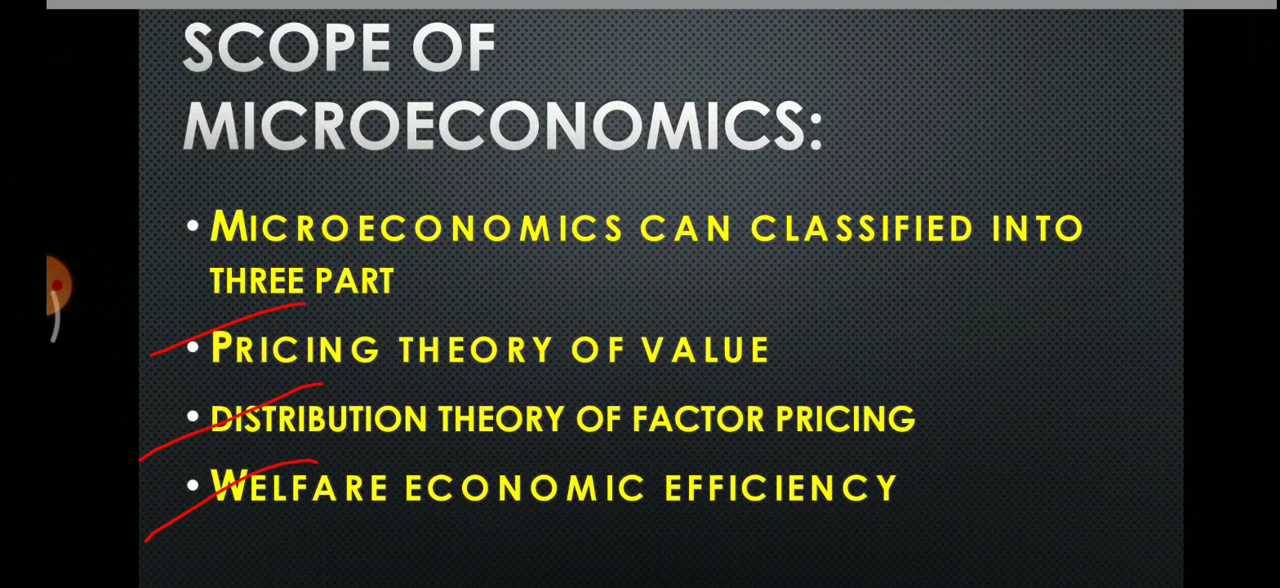 SCOPE OF
MICROECONOMICS:
• MICROECONOMICS CAN CLASSIFIED INTO
THREE PART
• PRICING THEORY OF VALUE
• DISTRIBUTION THEORY OF FACTOR PRICING
• WELFARE ECONOMIC EFFICIENCY